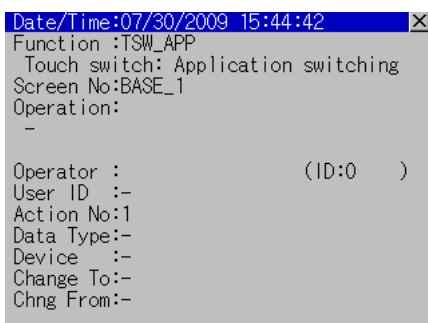 Date/Time:07/30/2009 15:44:42 ×
Function :TSW_APP
Touch switch: Application switching
Screen No:BASE_1
Operation:
-
Operator : (ID:0 )
User ID :-
Action No:1
Data Type:-
Device :-
Change To:-
Chng From:-